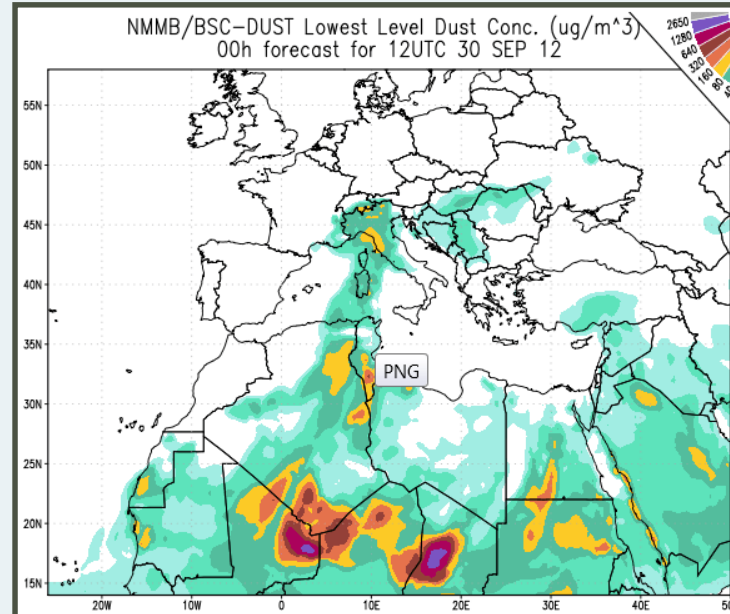 NMMB/BSC-DUST Lowest Level Dust Conc. (ug/m^3)
00h forecast for 12UTC 30 SEP 12
2650
1280
640
320
160
80
55N
50N
45N
40N
35N
PNG
30N
25N
20N
15N
20W
10W
0
10E
20E
30E
40E